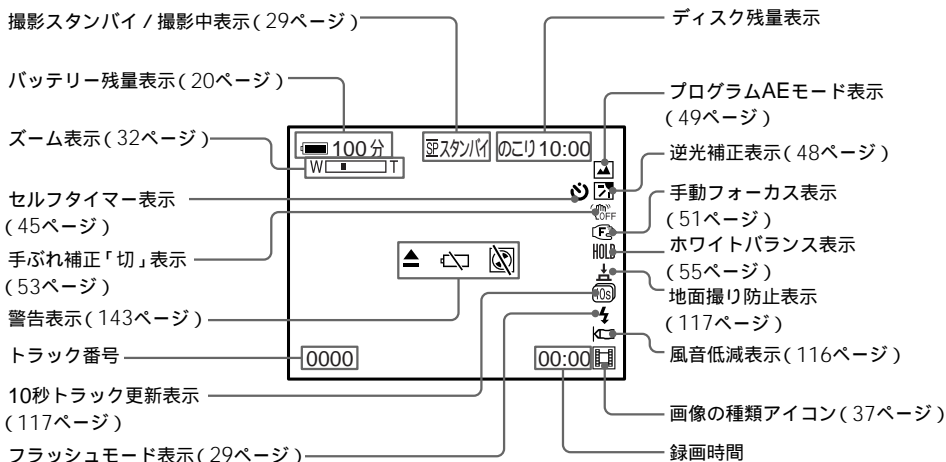 撮影スタンバイ / 撮影中表示(29ページ)
バッテリー残量表示(20ページ)
ズーム表示(32ページ)
セルフタイマー表示
(45ページ)
手ぶれ補正「切」表示
(53ページ)
警告表示(143ページ)
トラック番号
10秒トラック更新表示
(117ページ)
フラッシュモード表示(29ページ)
100分
SPスタンバイ
のこり10:00
W T
OFF
F
HOLD
10s
0000
00:00
ディスク残量表示
プログラムAEモード表示
(49ページ)
逆光補正表示(48ページ)
手動フォーカス表示
(51ページ)
ホワイトバランス表示
(55ページ)
地面撮り防止表示
(117ページ)
風音低減表示(116ページ)
画像の種類アイコン(37ページ)
録画時間